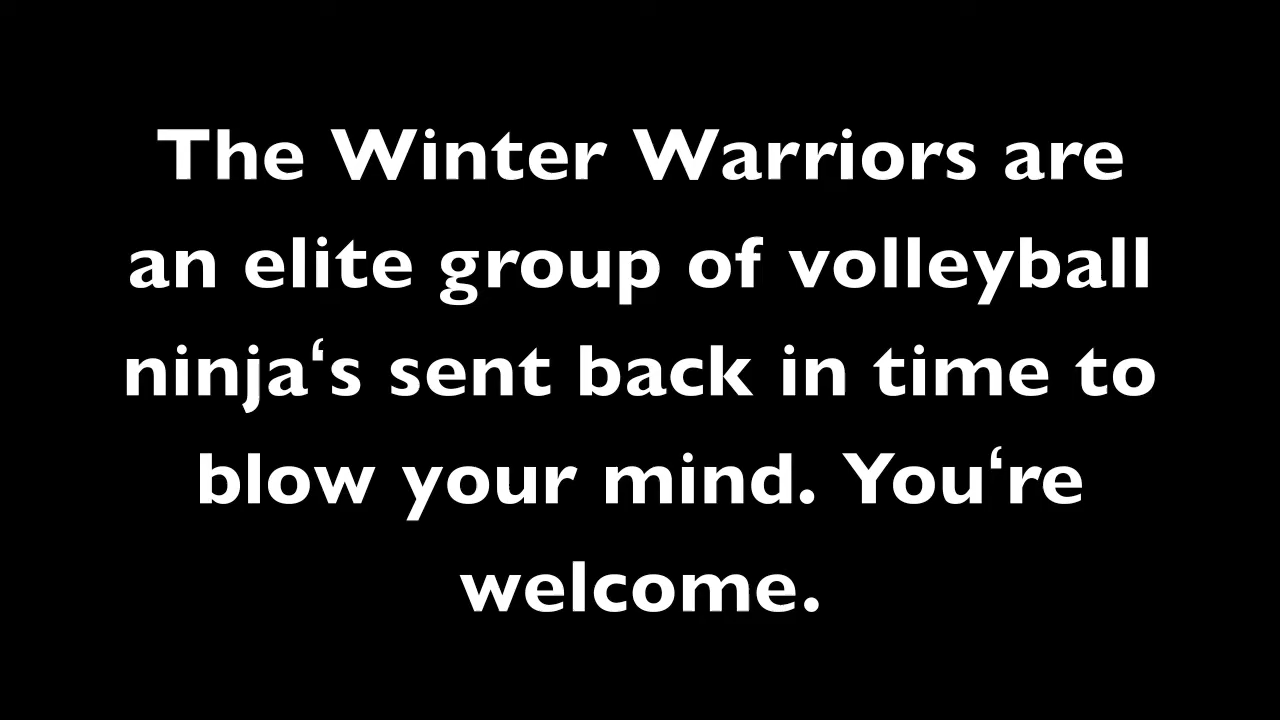 The Winter Warriors are
an elite group of volleyball
ninja‘s sent back in time to
blow your mind. You‘re
welcome.